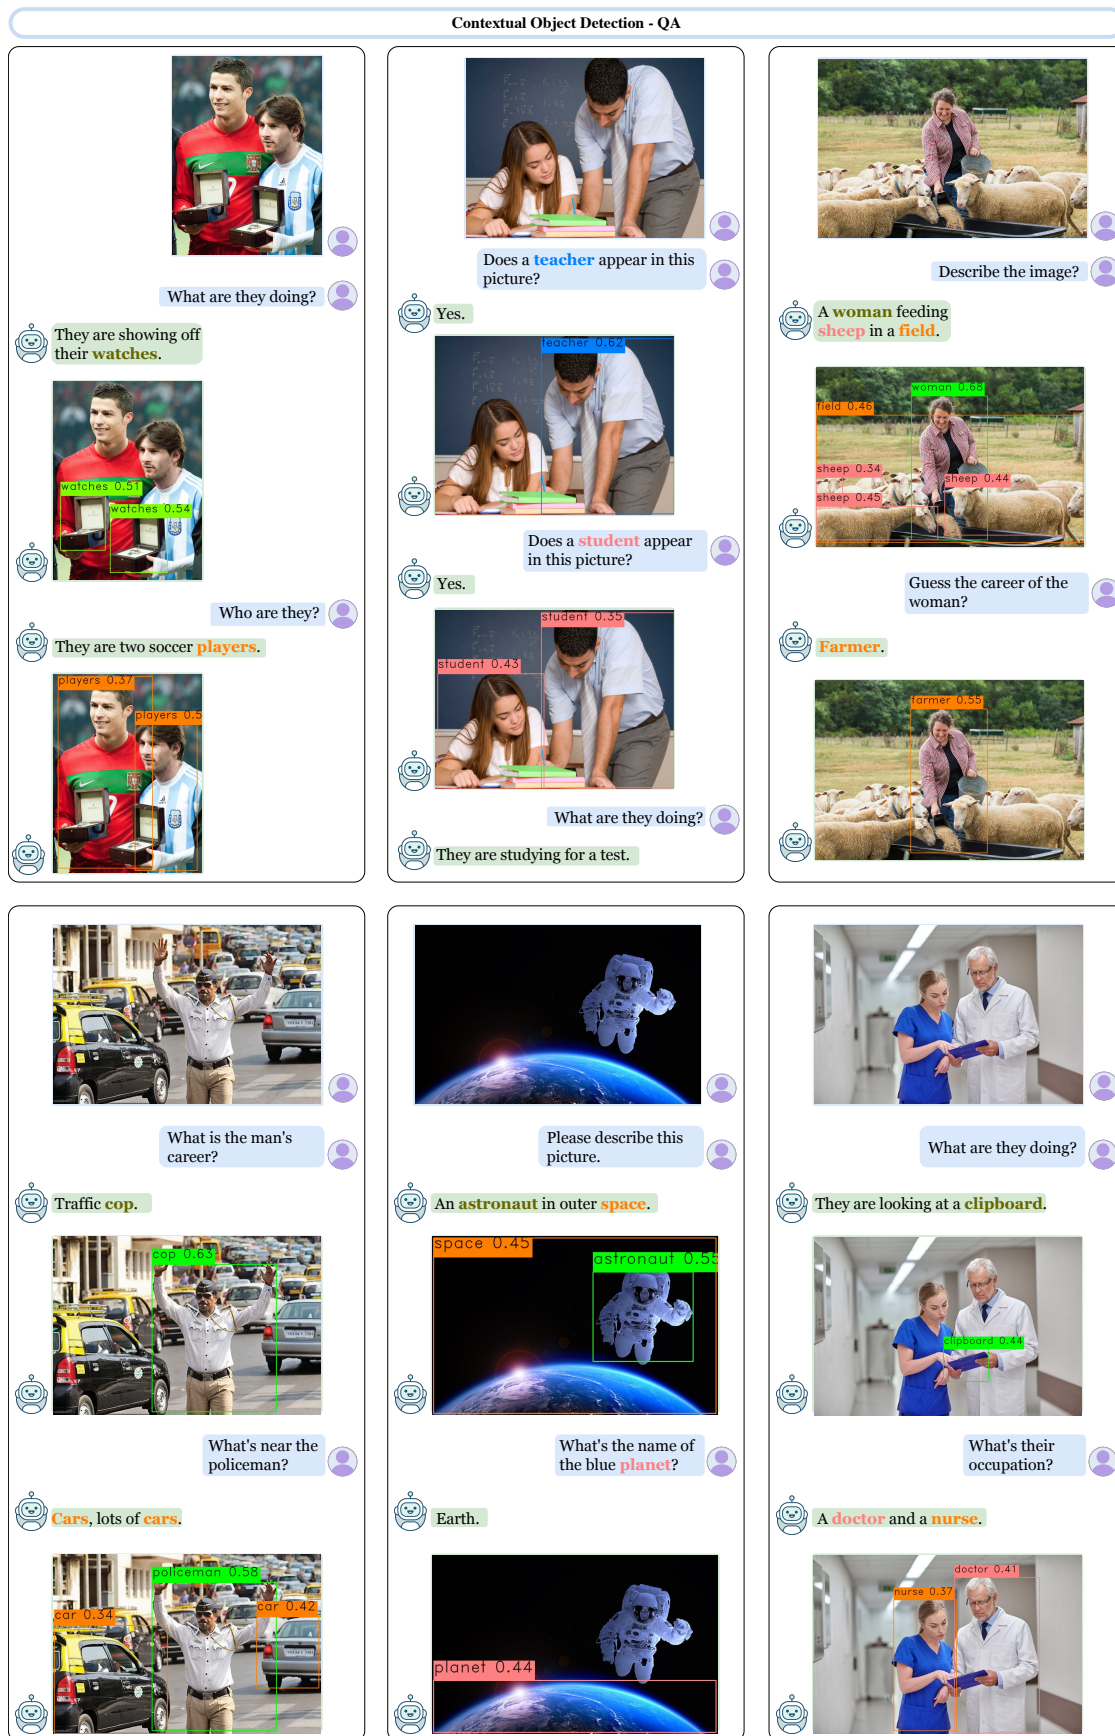 Contextual Object Detection - QA
What are they doing?
They are showing off
their watches.
watches 0.51
watches 0.54
Who are they?
They are two soccer players.
players 0.37
players 0.5
Does a teacher appear in this
picture?
Yes.
teacher 0.62
Does a student appear
in this picture?
Yes.
student 0.35
student 0.43
What are they doing?
They are studying for a test.
Describe the image?
A woman feeding
sheep in a field.
woman 0.68
field 0.46
sheep 0.34
sheep 0.44
sheep 0.45
Guess the career of the
woman?
Farmer.
farmer 0.55
What is the man's
career?
Traffic cop.
cop 0.63
What's near the
policeman?
Cars, lots of cars.
policeman 0.58
car 0.42
car 0.34
Please describe this
picture.
An astronaut in outer space.
space 0.45
astronaut 0.55
What's the name of
the blue planet?
Earth.
planet 0.44
What are they doing?
They are looking at a clipboard.
clipboard 0.44
What's their
occupation?
A doctor and a nurse.
doctor 0.41
nurse 0.37